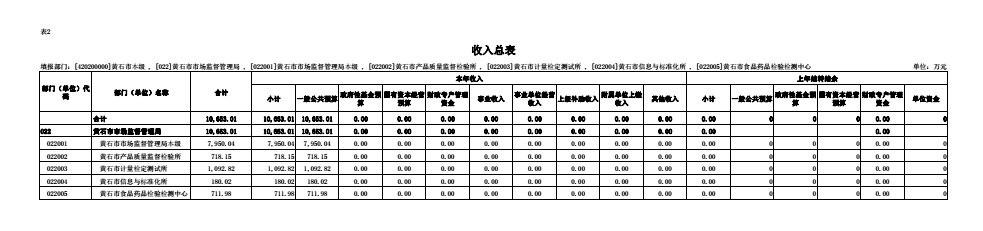 表2
收入总表
填报部门: [420200000]黄石市本级 , [022]黄石市市场监督管理局 , [022001]黄石市市场监督管理局本级 , [022002]黄石市产品质量监督检验所 , [022003]黄石市计量检定测试所 , [022004]黄石市信息与标准化所 , [022005]黄石市食品药品检验检测中心 单位: 万元
部门(单位)代码 部门(单位)名称 合计 本年收入 上年结转结余
小计 一般公共预算 政府性基金预算 国有资本经营预算 财政专户管理资金 事业收入 事业单位经营收入 上级补助收入 附属单位上缴收入 其他收入 小计 一般公共预算 政府性基金预算 国有资本经营预算 财政专户管理资金 单位资金
合计 10,653.01 10,653.01 10,653.01 0.00 0.00 0.00 0.00 0.00 0.00 0.00 0.00 0.00 0 0 0 0.00 0
022 黄石市市场监督管理局 10,653.01 10,653.01 10,653.01 0.00 0.00 0.00 0.00 0.00 0.00 0.00 0.00 0.00 0.00
022001 黄石市市场监督管理局本级 7,950.04 7,950.04 7,950.04 0.00 0.00 0.00 0.00 0.00 0.00 0.00 0.00 0.00 0 0 0 0.00 0
022002 黄石市产品质量监督检验所 718.15 718.15 718.15 0.00 0.00 0.00 0.00 0.00 0.00 0.00 0.00 0.00 0 0 0 0.00 0
022003 黄石市计量检定测试所 1,092.82 1,092.82 1,092.82 0.00 0.00 0.00 0.00 0.00 0.00 0.00 0.00 0.00 0 0 0 0.00 0
022004 黄石市信息与标准化所 180.02 180.02 180.02 0.00 0.00 0.00 0.00 0.00 0.00 0.00 0.00 0.00 0 0 0 0.00 0
022005 黄石市食品药品检验检测中心 711.98 711.98 711.98 0.00 0.00 0.00 0.00 0.00 0.00 0.00 0.00 0.00 0 0 0 0.00 0